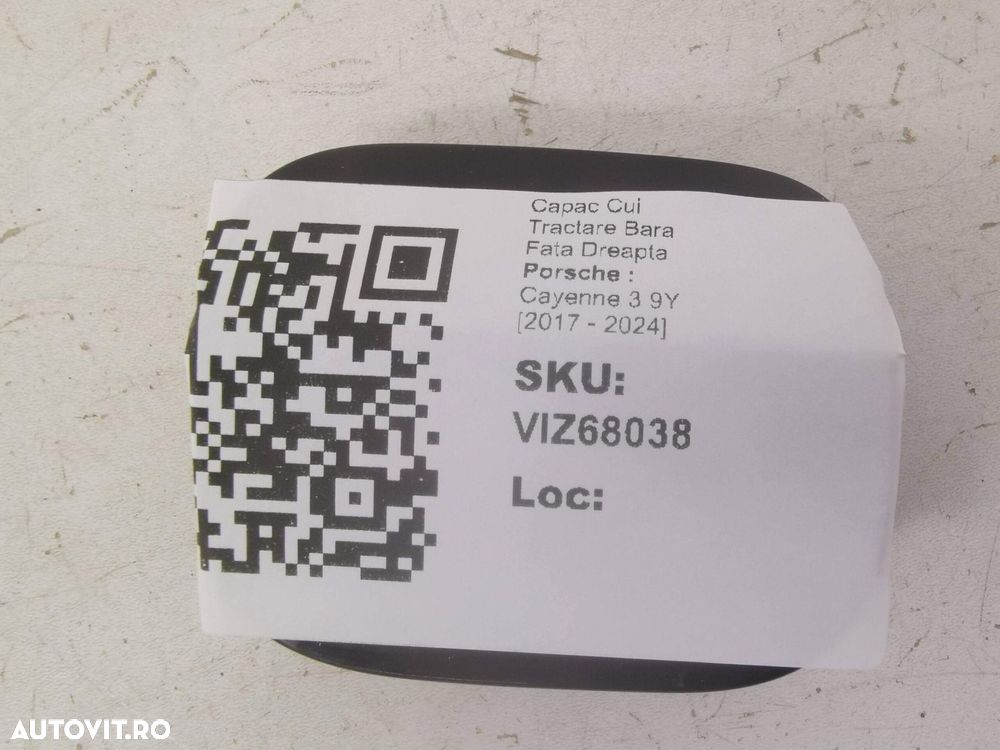 Capac Cui
Tractare Bara
Fata Dreapta
Porsche :
Cayenne 3 9Y
[2017 - 2024]
SKU:
VIZ68038
Loc:
AUTOVIT.RO